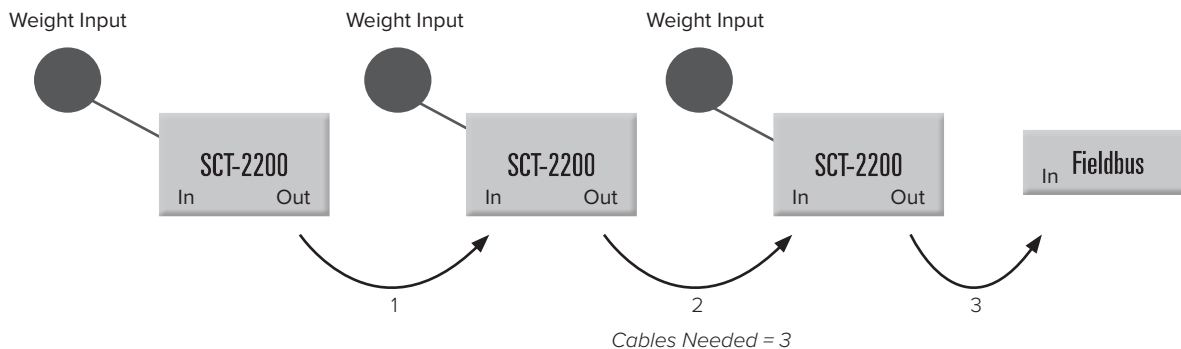 Weight Input
Weight Input
Weight Input
SCT-2200
In
Out
SCT-2200
In
Out
SCT-2200
In
Out
Fieldbus
In
1
2
3
Cables Needed = 3